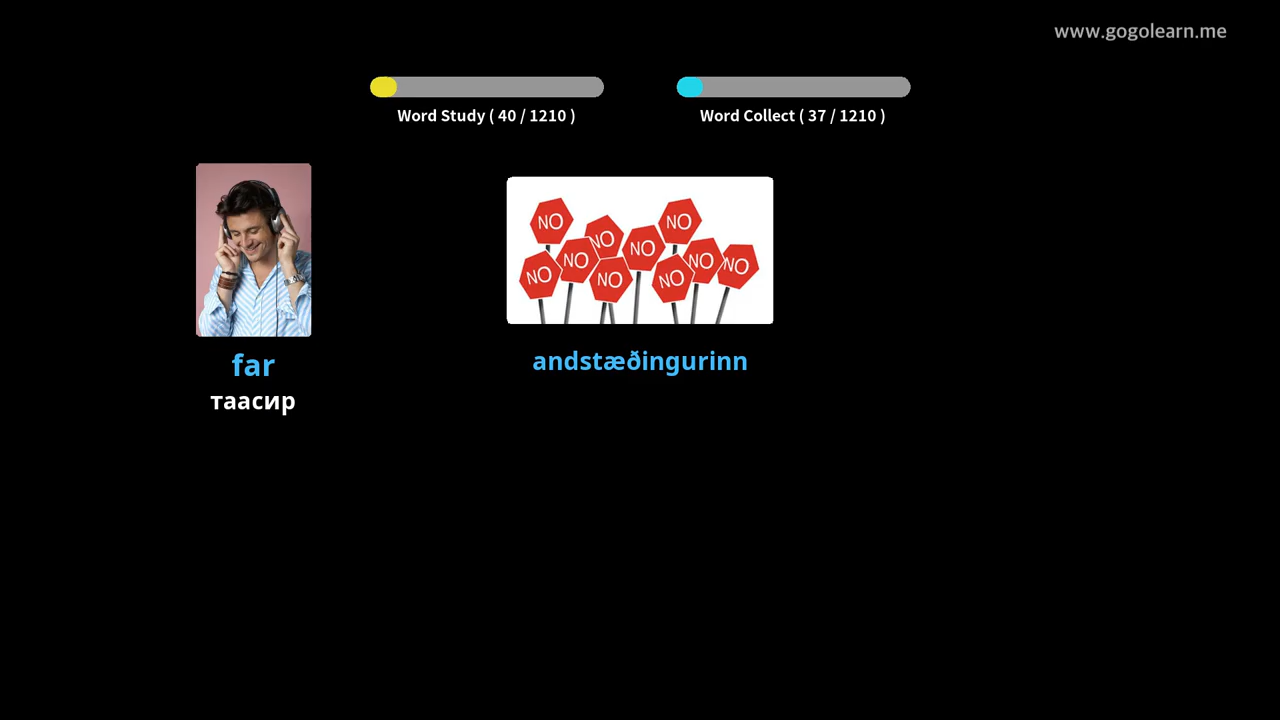 www.gogolearn.me
Word Study ( 40 / 1210 )
Word Collect ( 37 / 1210 )
NO
NO
NO
NO
NO
NO
NO
NO
NO
NO
far
таасир
andstæðingurinn